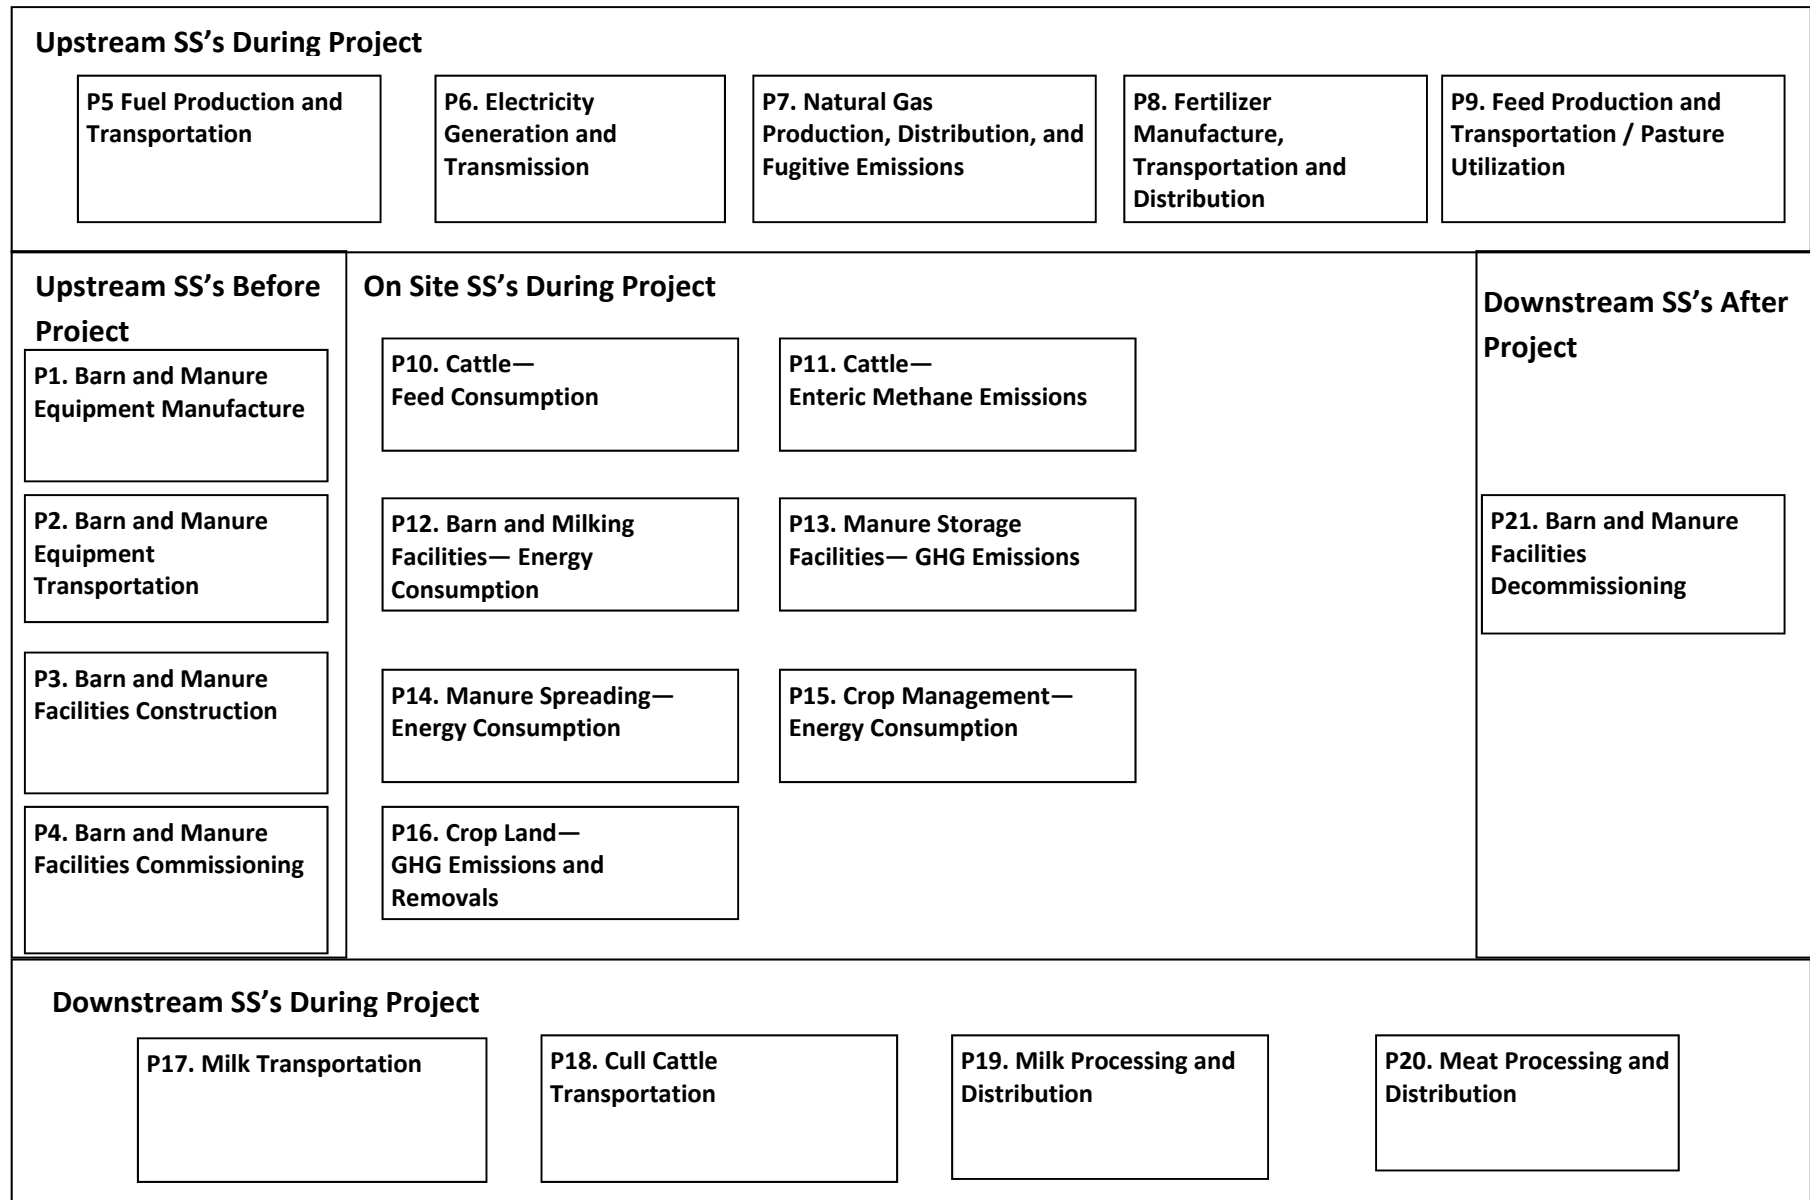 Upstream SS’s During Project
P5 Fuel Production and
Transportation
P6. Electricity
Generation and
Transmission
P7. Natural Gas
Production, Distribution, and
Fugitive Emissions
P8. Fertilizer
Manufacture,
Transportation and
Distribution
P9. Feed Production and
Transportation / Pasture
Utilization
Upstream SS’s Before
Project
P1. Barn and Manure
Equipment Manufacture
P2. Barn and Manure
Equipment
Transportation
P3. Barn and Manure
Facilities Construction
P4. Barn and Manure
Facilities Commissioning
On Site SS’s During Project
P10. Cattle—
Feed Consumption
P11. Cattle—
Enteric Methane Emissions
P12. Barn and Milking
Facilities— Energy
Consumption
P13. Manure Storage
Facilities— GHG Emissions
P14. Manure Spreading—
Energy Consumption
P15. Crop Management—
Energy Consumption
P16. Crop Land—
GHG Emissions and
Removals
Downstream SS’s After
Project
P21. Barn and Manure
Facilities
Decommissioning
Downstream SS’s During Project
P17. Milk Transportation
P18. Cull Cattle
Transportation
P19. Milk Processing and
Distribution
P20. Meat Processing and
Distribution